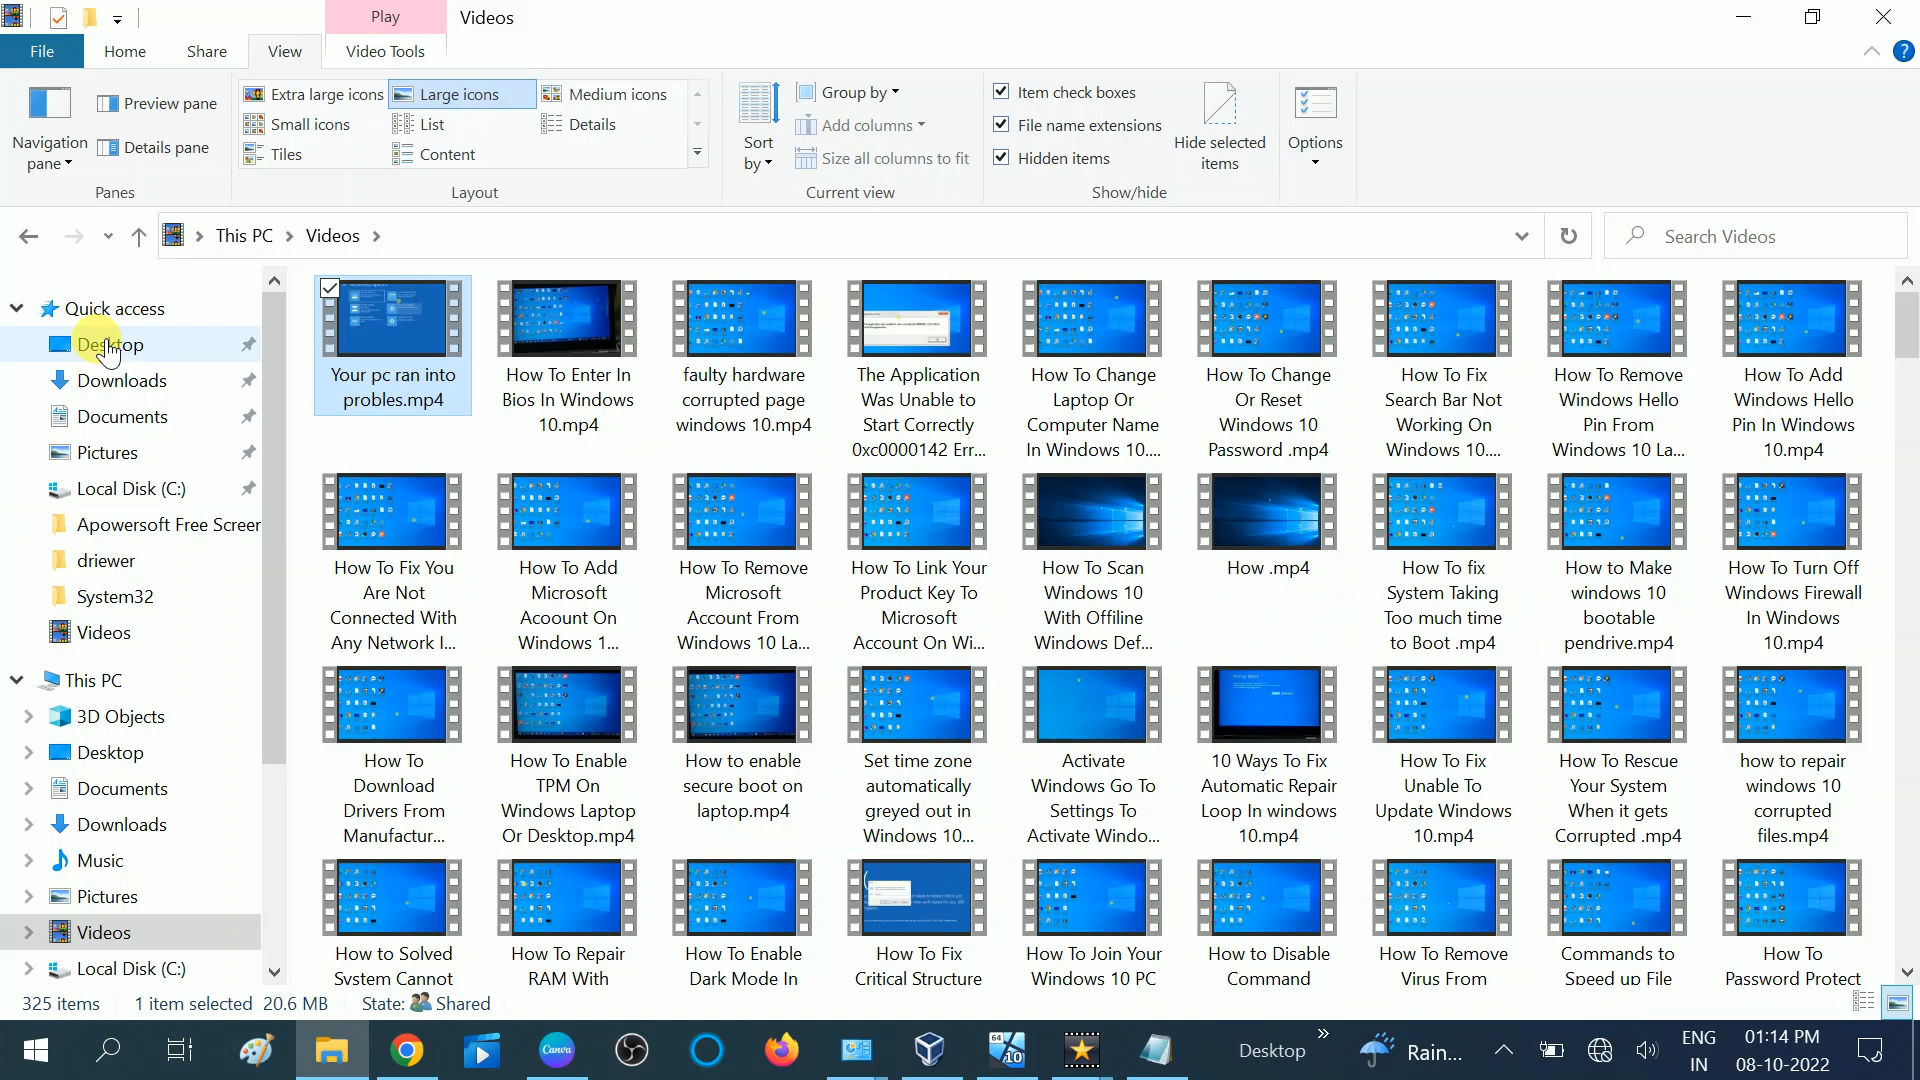 Play
Videos
File
Home
Share
View
Video Tools
Navigation
pane
Preview pane
Details pane
Panes
Extra large icons
Large icons
Medium icons
Small icons
List
Details
Tiles
Content
Layout
Sort
by
Group by
Add columns
Size all columns to fit
Current view
Item check boxes
File name extensions
Hidden items
Hide selected
items
Show/hide
Options
This PC > Videos >
Search Videos
Quick access
Desktop
Downloads
Documents
Pictures
Local Disk (C:)
Apowersoft Free Screer
driewer
System32
Videos
This PC
3D Objects
Desktop
Documents
Downloads
Music
Pictures
Videos
Local Disk (C:)
Your pc ran into
probles.mp4
How To Enter In
Bios In Windows
10.mp4
faulty hardware
corrupted page
windows 10.mp4
The Application
Was Unable to
Start Correctly
0xc0000142 Err...
How To Change
Laptop Or
Computer Name
In Windows 10....
How To Change
Or Reset
Windows 10
Password .mp4
How To Fix
Search Bar Not
Working On
Windows 10....
How To Remove
Windows Hello
Pin From
Windows 10 La...
How To Add
Windows Hello
Pin In Windows
10.mp4
How To Fix You
Are Not
Connected With
Any Network I...
How To Add
Microsoft
Acoount On
Windows 1...
How To Remove
Microsoft
Account From
Windows 10 La...
How To Link Your
Product Key To
Microsoft
Account On Wi...
How To Scan
Windows 10
With Offiline
Windows Def...
How .mp4
How To fix
System Taking
Too much time
to Boot .mp4
How to Make
windows 10
bootable
pendrive.mp4
How To Turn Off
Windows Firewall
In Windows
10.mp4
How To
Download
Drivers From
Manufactur...
How To Enable
TPM On
Windows Laptop
Or Desktop.mp4
How to enable
secure boot on
laptop.mp4
Set time zone
automatically
greyed out in
Windows 10...
Activate
Windows Go To
Settings To
Activate Windo...
10 Ways To Fix
Automatic Repair
Loop In windows
10.mp4
How To Fix
Unable To
Update Windows
10.mp4
How To Rescue
Your System
When it gets
Corrupted .mp4
how to repair
windows 10
corrupted
files.mp4
How to Solved
System Cannot
How To Repair
RAM With
How To Enable
Dark Mode In
How To Fix
Critical Structure
How To Join Your
Windows 10 PC
How to Disable
Command
How To Remove
Virus From
Commands to
Speed up File
How To
Password Protect
325 items
1 item selected 20.6 MB
State: Shared
Canva
64
10
Desktop
Rain...
ENG
IN
01:14 PM
08-10-2022